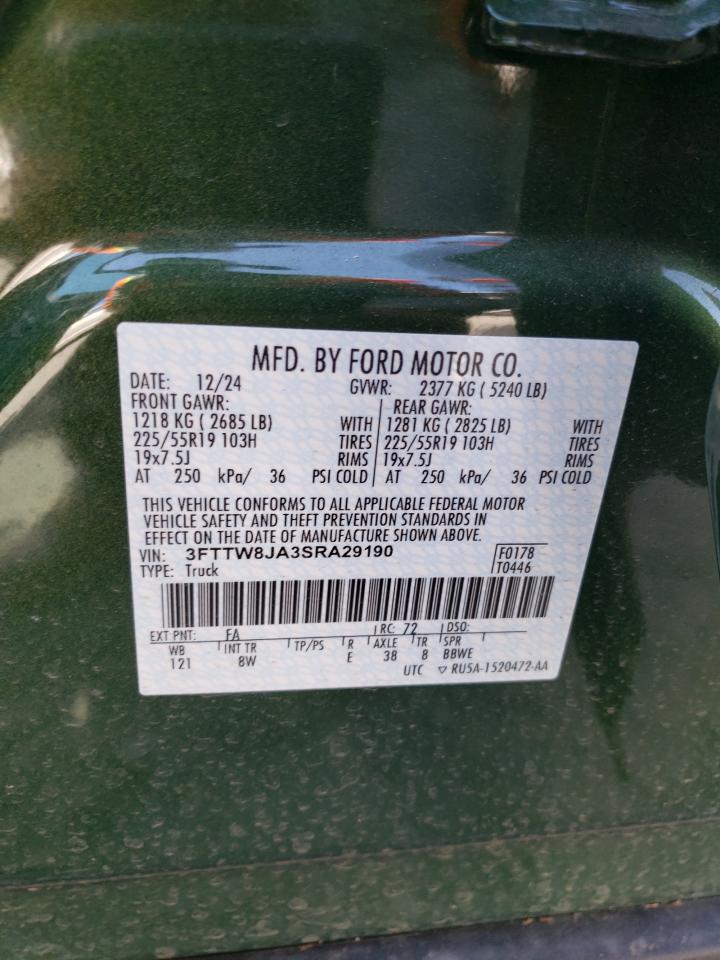 MFD. BY FORD MOTOR CO.
DATE: 12/24 GVWR: 2377 KG ( 5240 LB)
FRONT GAWR: REAR GAWR:
1218 KG ( 2685 LB) WITH 1281 KG ( 2825 LB) WITH
225/55R19 103H TIRES 225/55R19 103H TIRES
19x7.5J RIMS 19x7.5J RIMS
AT 250 kPa/ 36 PSI COLD AT 250 kPa/ 36 PSI COLD
THIS VEHICLE CONFORMS TO ALL APPLICABLE FEDERAL MOTOR
VEHICLE SAFETY AND THEFT PREVENTION STANDARDS IN
EFFECT ON THE DATE OF MANUFACTURE SHOWN ABOVE.
VIN: 3FTTW8JA3SRA29190 F0178
TYPE: Truck T0446
EXT PNT: FA RC: 72 DSO:
WB INT TR TP/PS R AXLE TR SPR
121 8W E 38 8 BBWE
UTC ▽ RU5A-1520472-AA